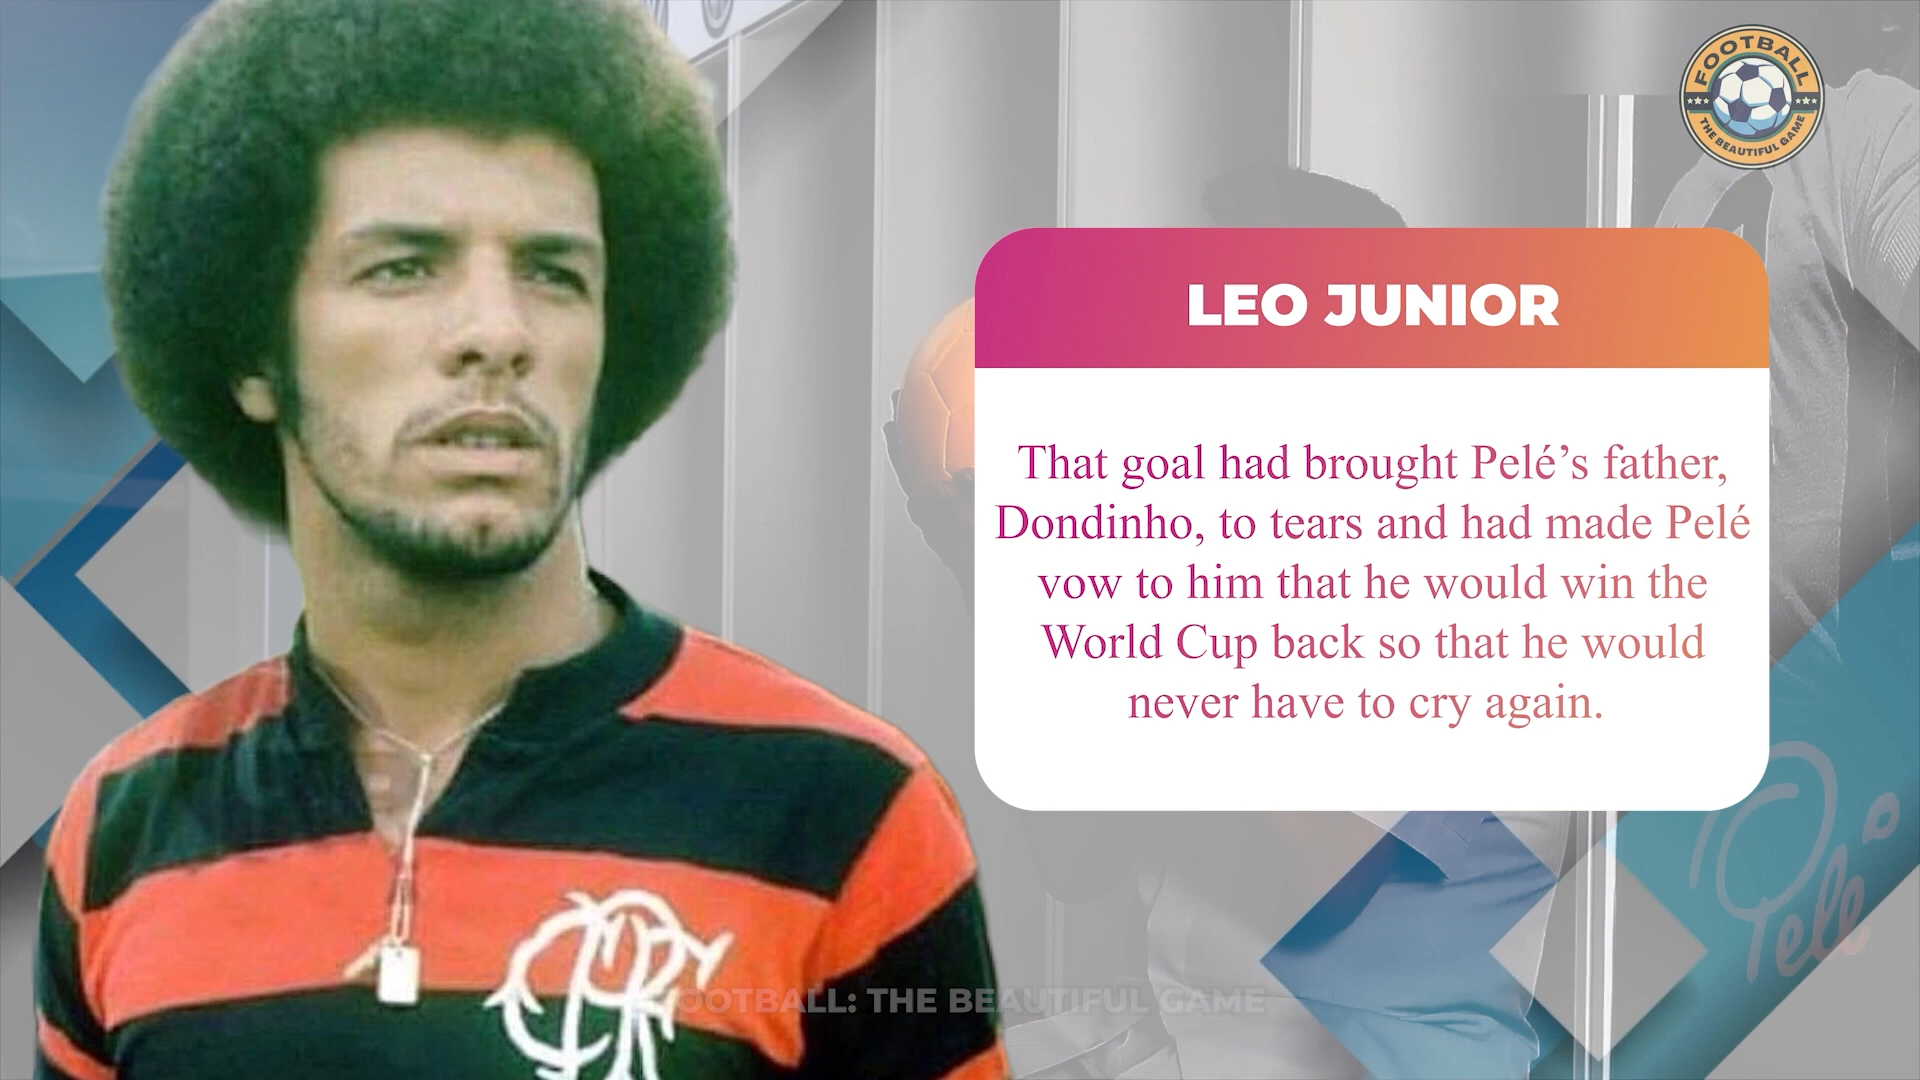 FOOTBALL
THE BEAUTIFUL GAME
LEO JUNIOR
That goal had brought Pelé’s father,
Dondinho, to tears and had made Pelé
vow to him that he would win the
World Cup back so that he would
never have to cry again.
Pelé
FOOTBALL: THE BEAUTIFUL GAME